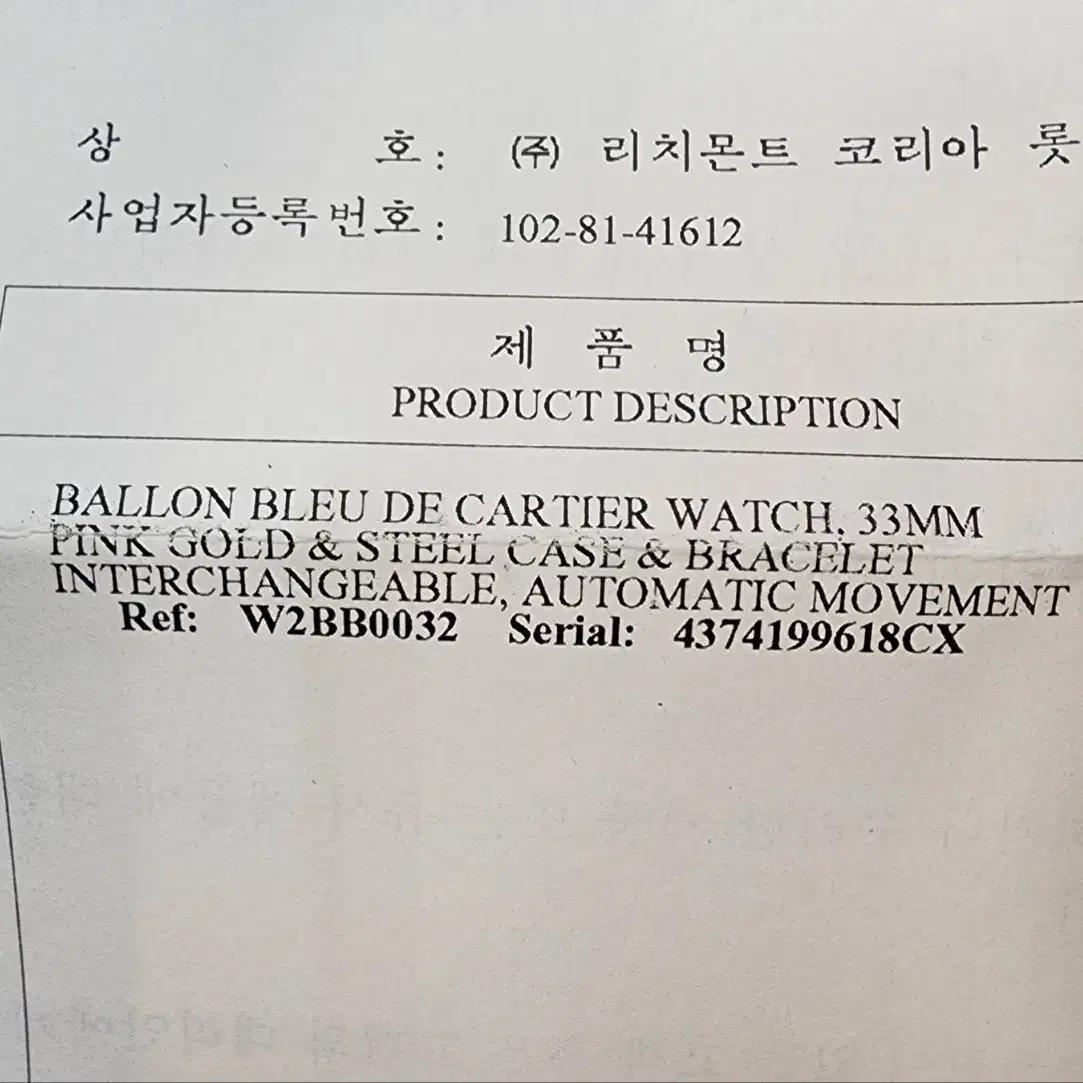 상 호 : (주) 리치몬트 코리아 롯
사업자등록번호 : 102-81-41612
제 품 명
PRODUCT DESCRIPTION
BALLON BLEU DE CARTIER WATCH, 33MM
PINK GOLD & STEEL CASE & BRACELET
INTERCHANGEABLE, AUTOMATIC MOVEMENT
Ref: W2BB0032 Serial: 4374199618CX